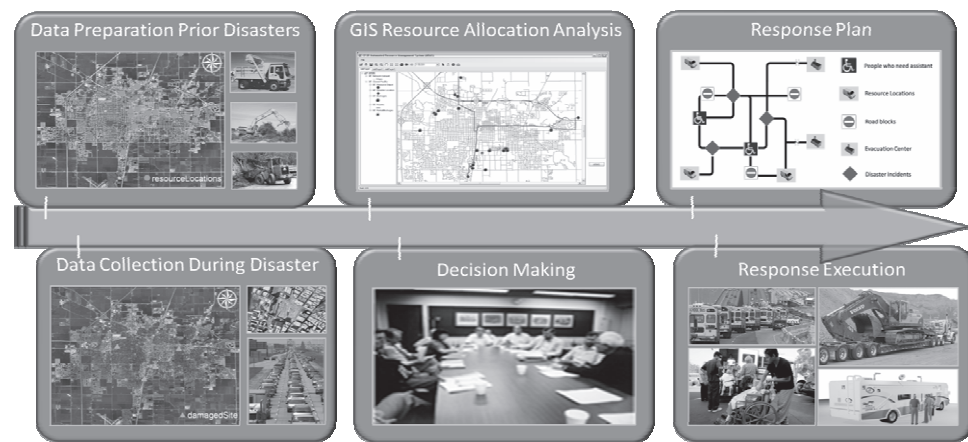 Data Preparation Prior Disasters
resourceLocations
GIS Resource Allocation Analysis
Response Plan
People who need assistant
Resource Locations
Road blocks
Evacuation Center
Disaster Incidents
Data Collection During Disaster
damagedSite
Decision Making
Response Execution